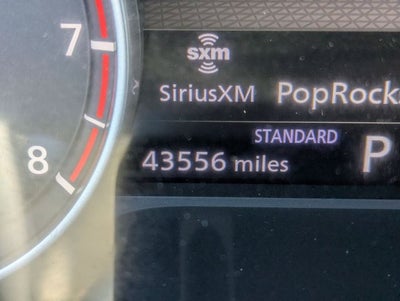 7
sxm
SiriusXM PopRock
STANDARD
8
43556 miles P